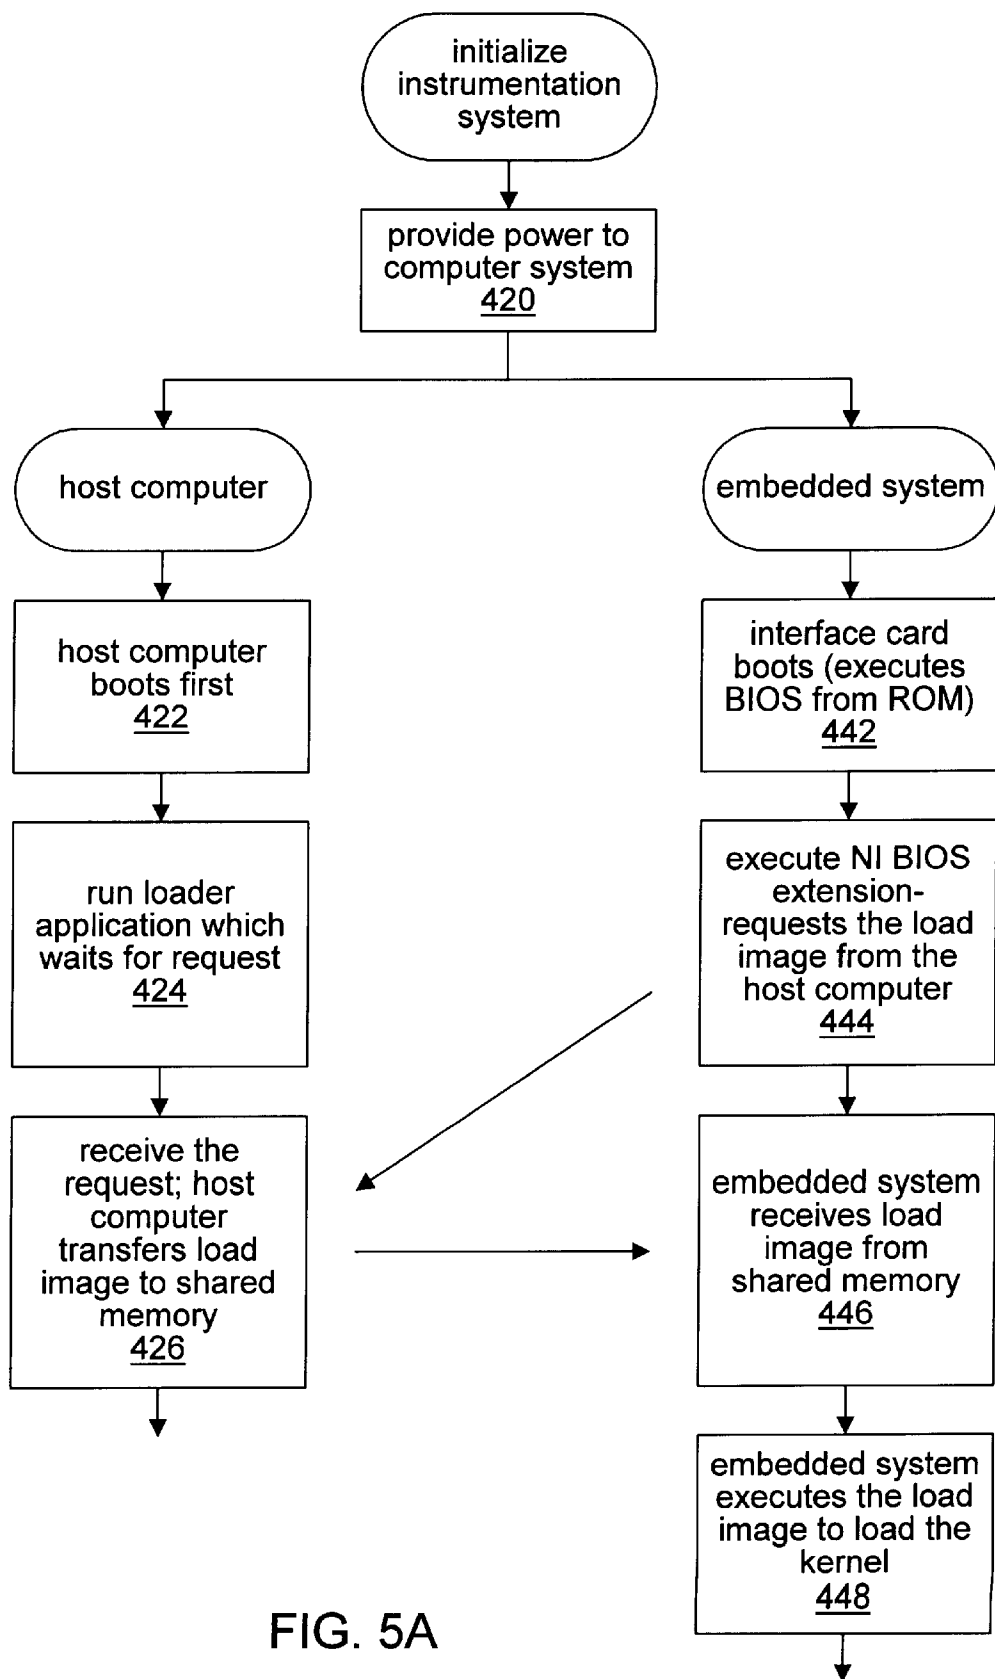 initialize
instrumentation
system
provide power to
computer system
420
host computer
embedded system
host computer
boots first
422
interface card
boots (executes
BIOS from ROM)
442
run loader
application which
waits for request
424
execute NI BIOS
extension-
requests the load
image from the
host computer
444
receive the
request; host
computer
transfers load
image to shared
memory
426
embedded system
receives load
image from
shared memory
446
embedded system
executes the load
image to load the
kernel
448
FIG. 5A